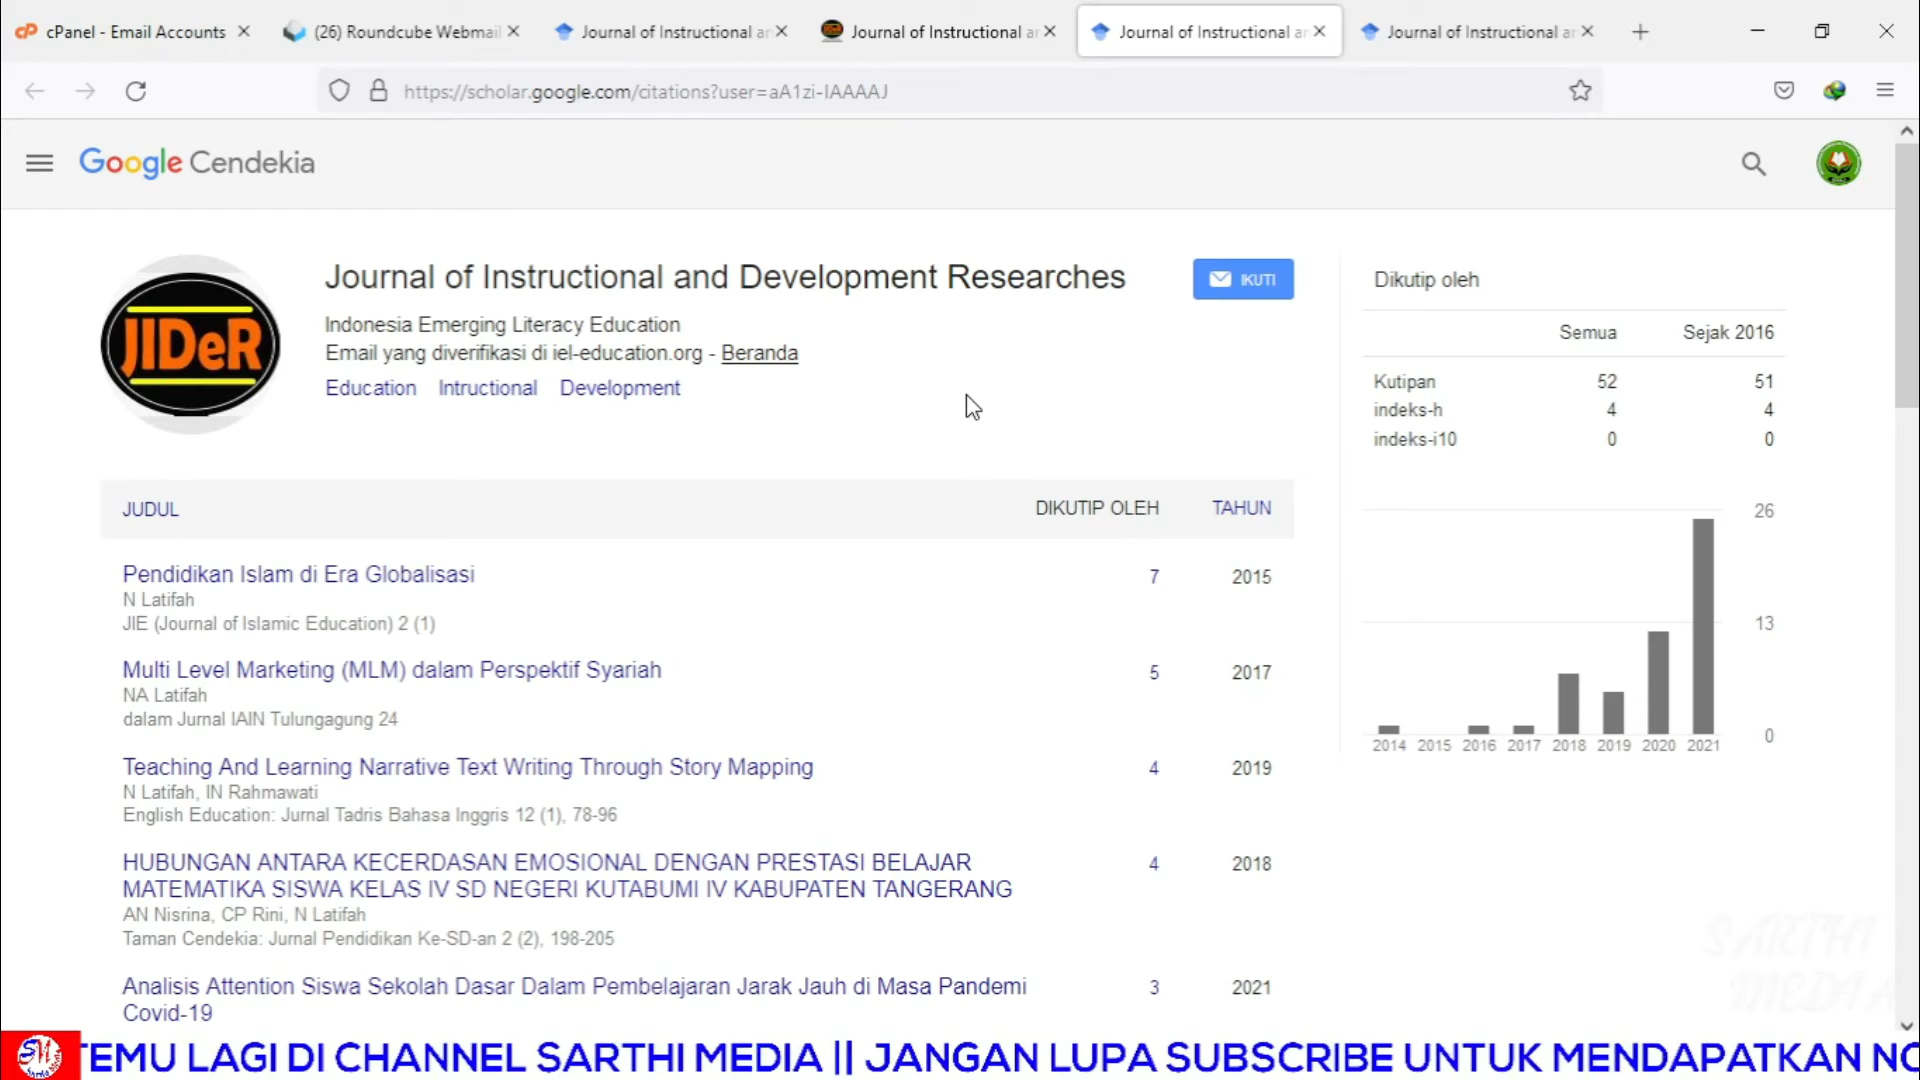 cPanel - Email Accounts
(26) Roundcube Webmail
Journal of Instructional an
Journal of Instructional an
Journal of Instructional an
Journal of Instructional an
https://scholar.google.com/citations?user=aA1zi-IAAAAJ
Google Cendekia
JIDeR
Journal of Instructional and Development Researches
IKUTI
Indonesia Emerging Literacy Education
Email yang diverifikasi di iel-education.org - Beranda
Education Intructional Development
Dikutip oleh
Semua Sejak 2016
Kutipan 52 51
indeks-h 4 4
indeks-i10 0 0
26
13
0
2014 2015 2016 2017 2018 2019 2020 2021
JUDUL DIKUTIP OLEH TAHUN
Pendidikan Islam di Era Globalisasi 7 2015
N Latifah
JIE (Journal of Islamic Education) 2 (1)
Multi Level Marketing (MLM) dalam Perspektif Syariah 5 2017
NA Latifah
dalam Jurnal IAIN Tulungagung 24
Teaching And Learning Narrative Text Writing Through Story Mapping 4 2019
N Latifah, IN Rahmawati
English Education: Jurnal Tadris Bahasa Inggris 12 (1), 78-96
HUBUNGAN ANTARA KECERDASAN EMOSIONAL DENGAN PRESTASI BELAJAR 4 2018
MATEMATIKA SISWA KELAS IV SD NEGERI KUTABUMI IV KABUPATEN TANGERANG
AN Nisrina, CP Rini, N Latifah
Taman Cendekia: Jurnal Pendidikan Ke-SD-an 2 (2), 198-205
Analisis Attention Siswa Sekolah Dasar Dalam Pembelajaran Jarak Jauh di Masa Pandemi 3 2021
Covid-19
SARTHI
MEDIA
SM
TEMU LAGI DI CHANNEL SARTHI MEDIA || JANGAN LUPA SUBSCRIBE UNTUK MENDAPATKAN NO